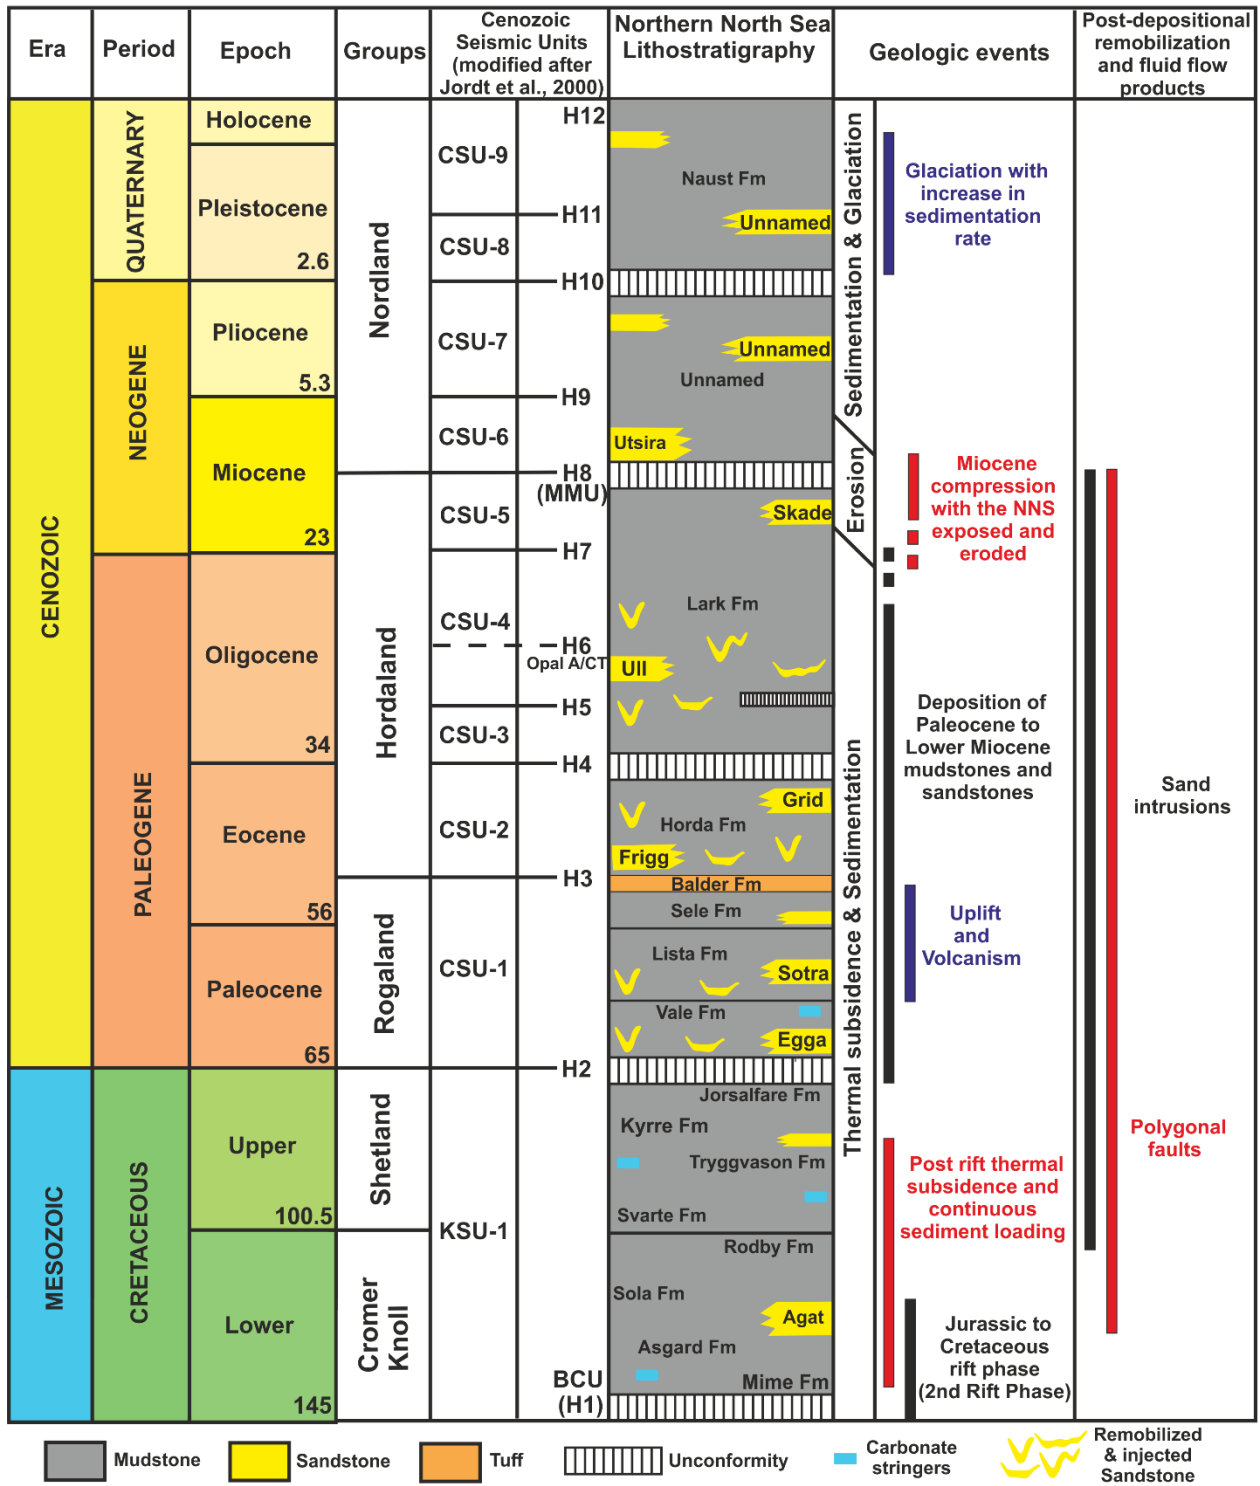 Era
Period
Epoch
Groups
Cenozoic
Seismic Units
(modified after
Jordt et al., 2000)
Northern North Sea
Lithostratigraphy
Geologic events
Post-depositional
remobilization
and fluid flow
products
CENOZOIC
MESOZOIC
QUATERNARY
NEOGENE
PALEOGENE
CRETACEOUS
Holocene
Pleistocene
2.6
Pliocene
5.3
Miocene
23
Oligocene
34
Eocene
56
Paleocene
65
Upper
100.5
Lower
145
Nordland
Hordaland
Rogaland
Shetland
Cromer
Knoll
CSU-9
CSU-8
CSU-7
CSU-6
CSU-5
CSU-4
CSU-3
CSU-2
CSU-1
KSU-1
H12
H11
H10
H9
H8
(MMU)
H7
H6
Opal A/CT
H5
H4
H3
H2
BCU
(H1)
Naust Fm
Unnamed
Unnamed
Unnamed
Utsira
Skade
Lark Fm
Ull
Grid
Horda Fm
Frigg
Balder Fm
Sele Fm
Lista Fm
Sotra
Vale Fm
Egga
Jorsalfare Fm
Kyrre Fm
Tryggvason Fm
Svarte Fm
Rodby Fm
Sola Fm
Agat
Asgard Fm
Mime Fm
Sedimentation & Glaciation
Erosion
Thermal subsidence & Sedimentation
Glaciation with
increase in
sedimentation
rate
Miocene
compression
with the NNS
exposed and
eroded
Deposition of
Paleocene to
Lower Miocene
mudstones and
sandstones
Uplift
and
Volcanism
Post rift thermal
subsidence and
continuous
sediment loading
Jurassic to
Cretaceous
rift phase
(2nd Rift Phase)
Sand
intrusions
Polygonal
faults
Mudstone
Sandstone
Tuff
Unconformity
Carbonate
stringers
Remobilized
& injected
Sandstone